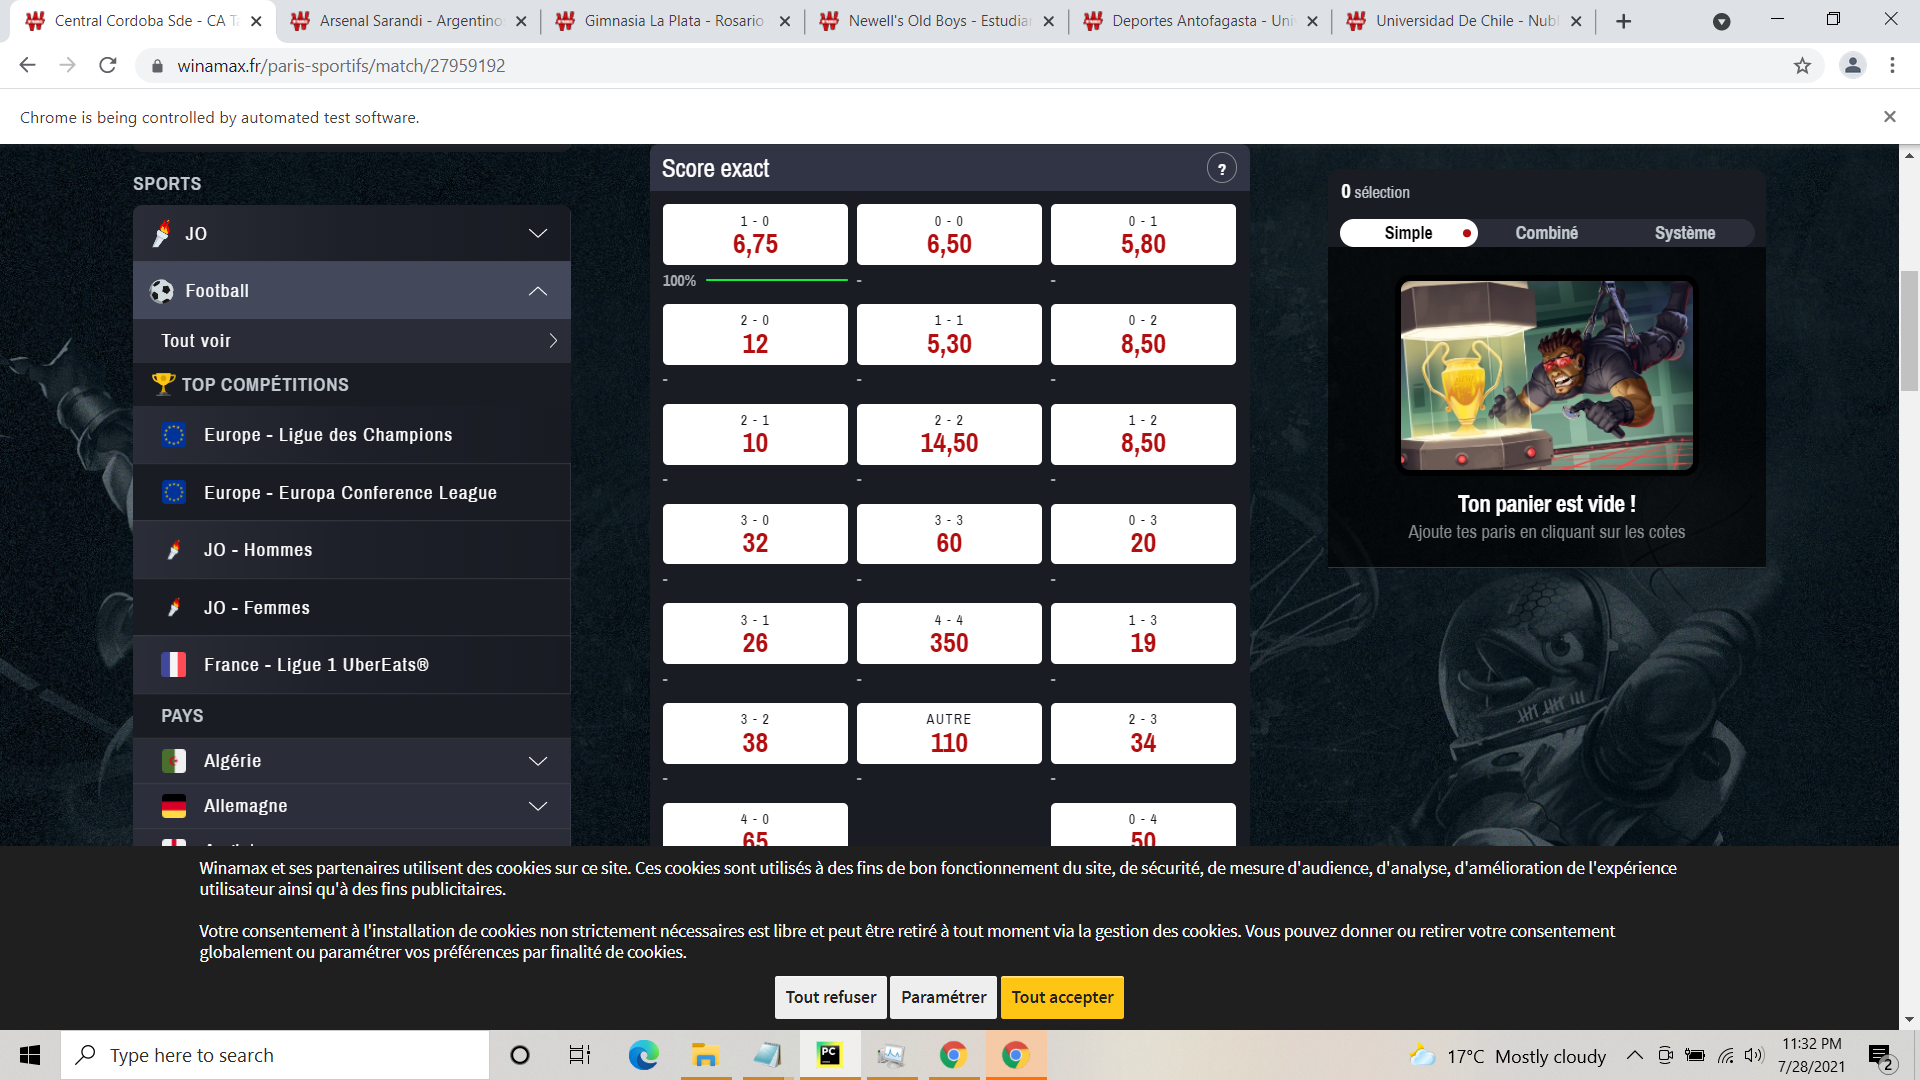 Central Cordoba Sde - CA
Arsenal Sarandi - Argentino
Gimnasia La Plata - Rosario
Newell's Old Boys - Estudia
Deportes Antofagasta - Uni
Universidad De Chile - Nubl
winamax.fr/paris-sportifs/match/27959192
Chrome is being controlled by automated test software.
SPORTS
JO
Football
Tout voir
TOP COMPÉTITIONS
Europe - Ligue des Champions
Europe - Europa Conference League
JO - Hommes
JO - Femmes
France - Ligue 1 UberEats®
PAYS
Algérie
Allemagne
Score exact
?
1 - 0
6,75
0 - 0
6,50
0 - 1
5,80
100%
-
-
2 - 0
12
1 - 1
5,30
0 - 2
8,50
-
-
-
2 - 1
10
2 - 2
14,50
1 - 2
8,50
-
-
-
3 - 0
32
3 - 3
60
0 - 3
20
-
-
-
3 - 1
26
4 - 4
350
1 - 3
19
-
-
-
3 - 2
38
AUTRE
110
2 - 3
34
-
-
-
4 - 0
65
0 - 4
50
0 sélection
Simple
Combiné
Système
Ton panier est vide !
Ajoute tes paris en cliquant sur les cotes
Winamax et ses partenaires utilisent des cookies sur ce site. Ces cookies sont utilisés à des fins de bon fonctionnement du site, de sécurité, de mesure d'audience, d'analyse, d'amélioration de l'expérience
utilisateur ainsi qu'à des fins publicitaires.
Votre consentement à l'installation de cookies non strictement nécessaires est libre et peut être retiré à tout moment via la gestion des cookies. Vous pouvez donner ou retirer votre consentement
globalement ou paramétrer vos préférences par finalité de cookies.
Tout refuser
Paramétrer
Tout accepter
Type here to search
PC
17°C Mostly cloudy
11:32 PM
7/28/2021
2